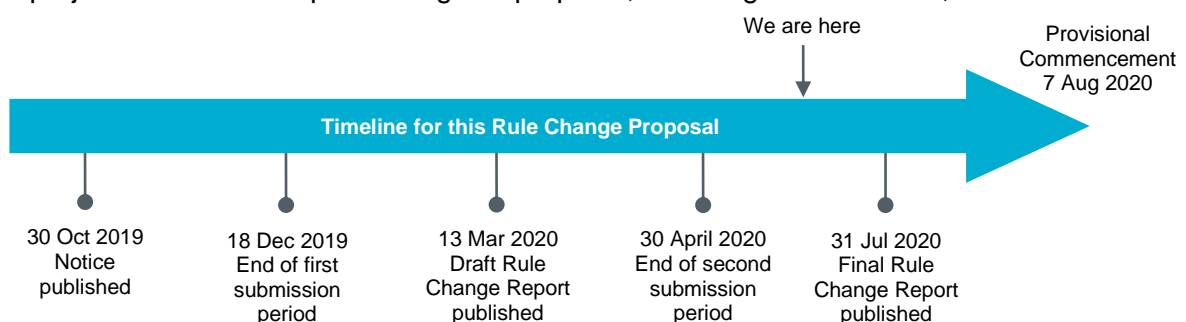 We are here
Provisional
Commencement
7 Aug 2020
Timeline for this Rule Change Proposal
30 Oct 2019
Notice
published
18 Dec 2019
End of first
submission
period
13 Mar 2020
Draft Rule
Change Report
published
30 April 2020
End of second
submission
period
31 Jul 2020
Final Rule
Change Report
published